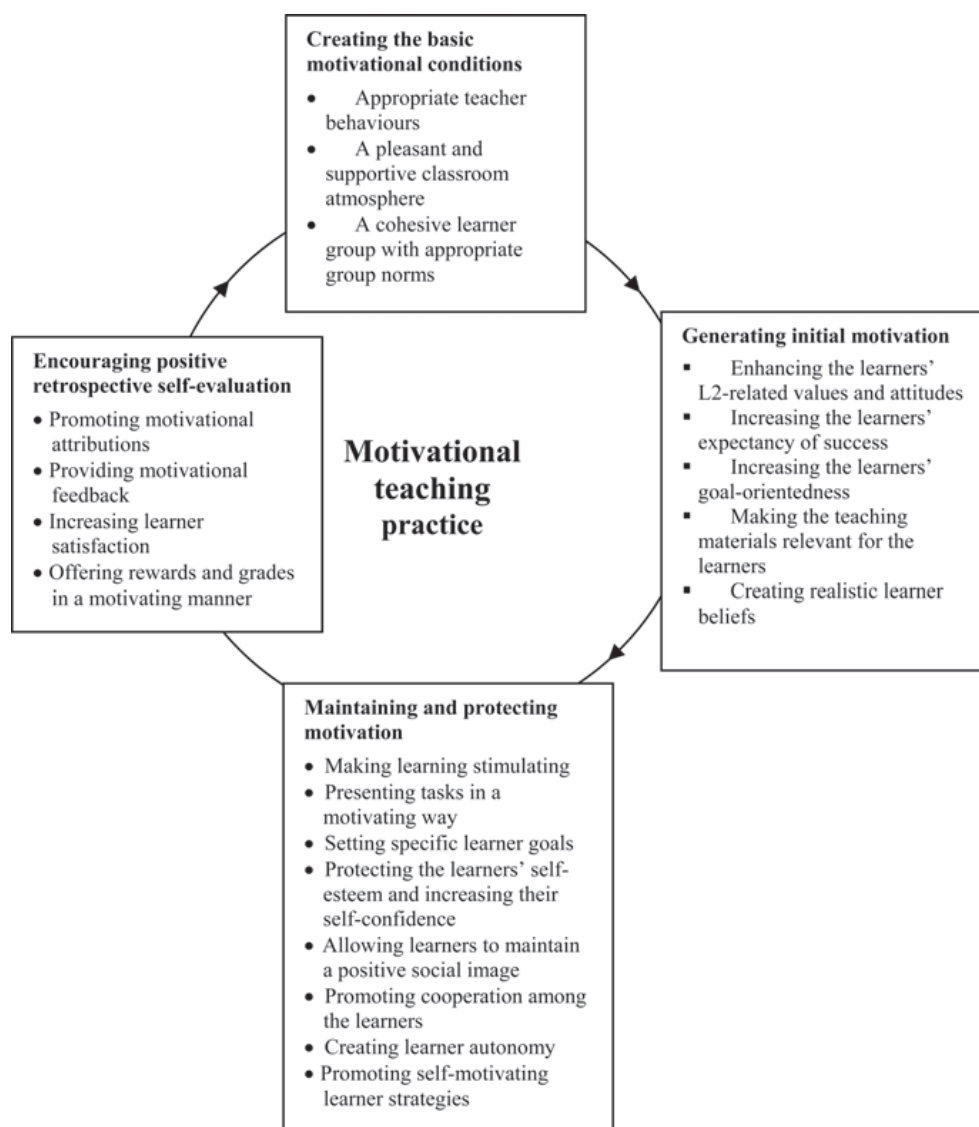 Creating the basic
motivational conditions
• Appropriate teacher
behaviours
• A pleasant and
supportive classroom
atmosphere
• A cohesive learner
group with appropriate
group norms
Generating initial motivation
▪ Enhancing the learners’
L2-related values and attitudes
▪ Increasing the learners’
expectancy of success
▪ Increasing the learners’
goal-orientedness
▪ Making the teaching
materials relevant for the
learners
▪ Creating realistic learner
beliefs
Encouraging positive
retrospective self-evaluation
• Promoting motivational
attributions
• Providing motivational
feedback
• Increasing learner
satisfaction
• Offering rewards and grades
in a motivating manner
Motivational
teaching
practice
Maintaining and protecting
motivation
• Making learning stimulating
• Presenting tasks in a
motivating way
• Setting specific learner goals
• Protecting the learners’ self-
esteem and increasing their
self-confidence
• Allowing learners to maintain
a positive social image
• Promoting cooperation among
the learners
• Creating learner autonomy
• Promoting self-motivating
learner strategies